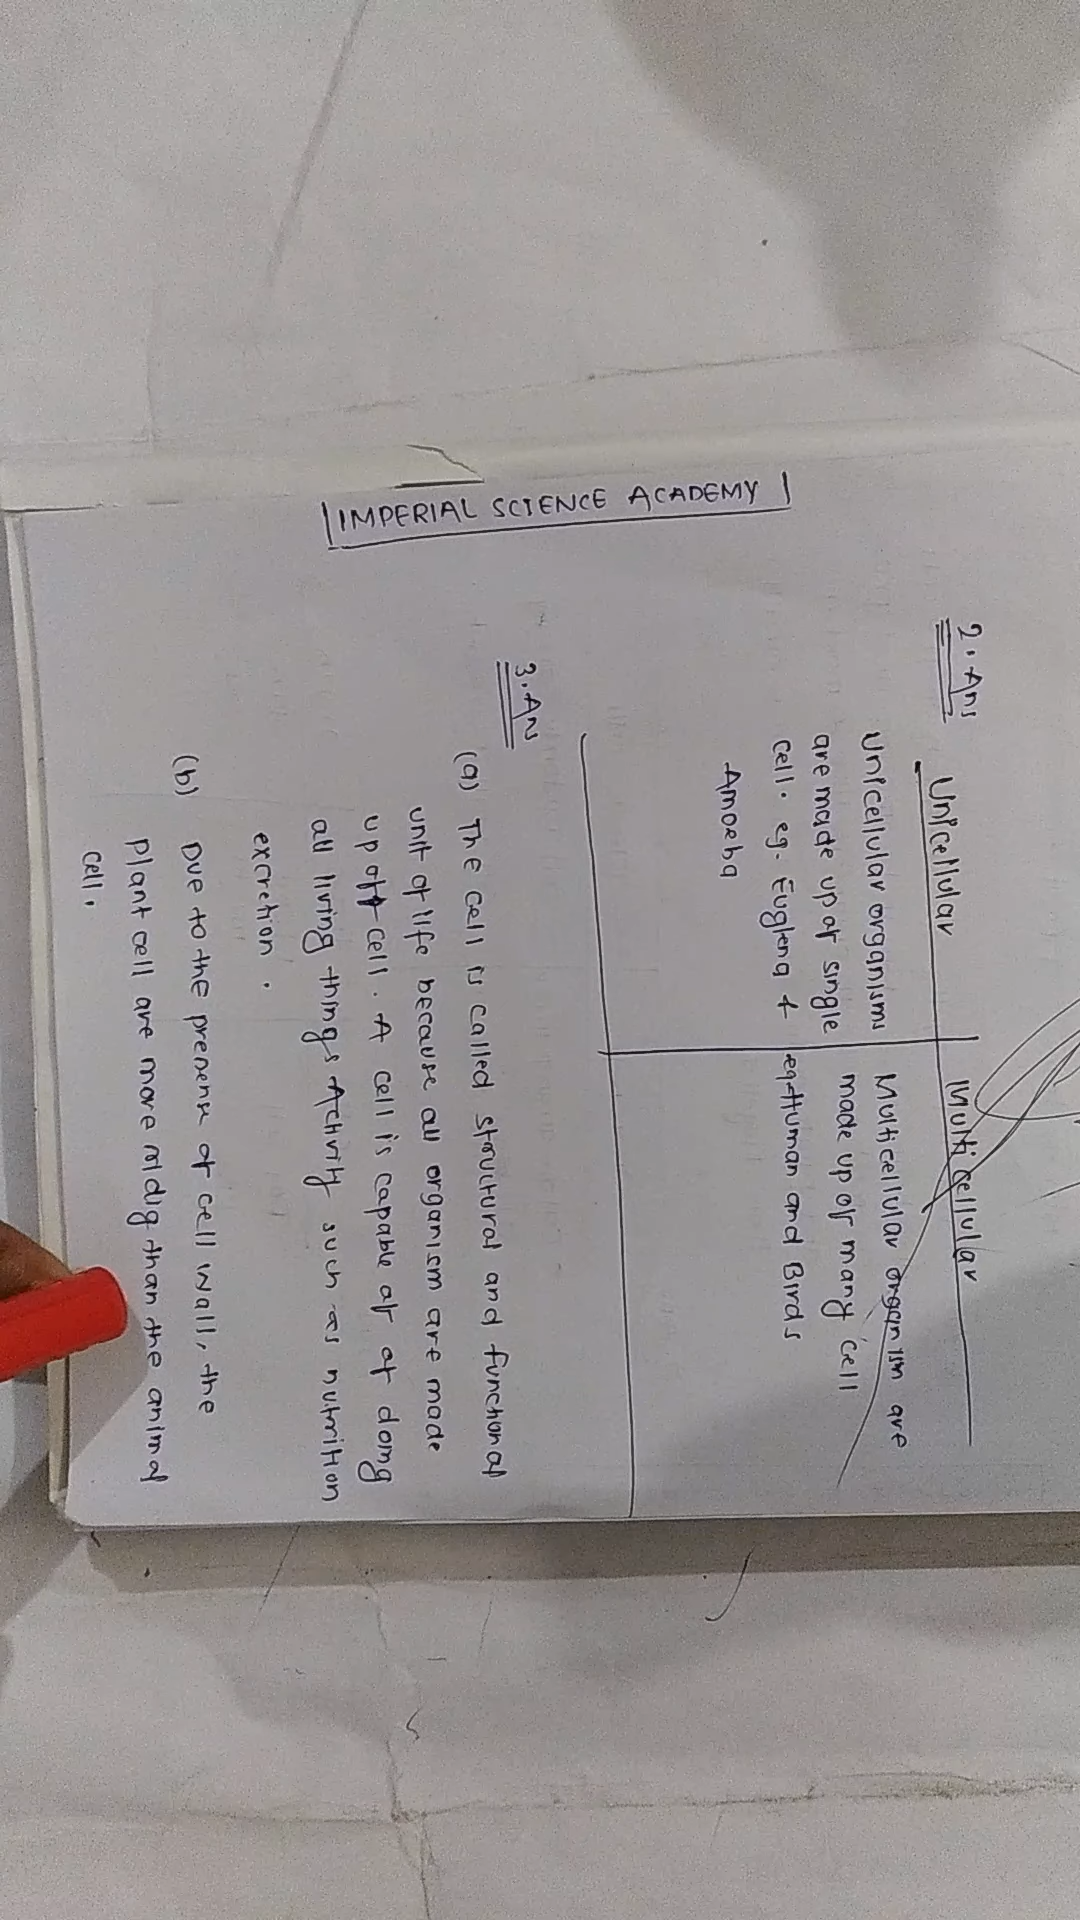 IMPERIAL SCIENCE ACADEMY
2. Ans
Unicellular
Multicellular
Unicellular organisms
are made up of single
cell. eg. Euglena &
Amoeba
Multicellular organism are
made up of many cell
eg-Human and Birds
3. AN
(a) The cell is called structural and functional
unit of life because all organism are made
up off cell. A cell is capable of of doing
all living things Activity such as nutrition
excretion.
(b) Due to the presense of cell wall, the
plant cell are more ridig than the animal
cell.